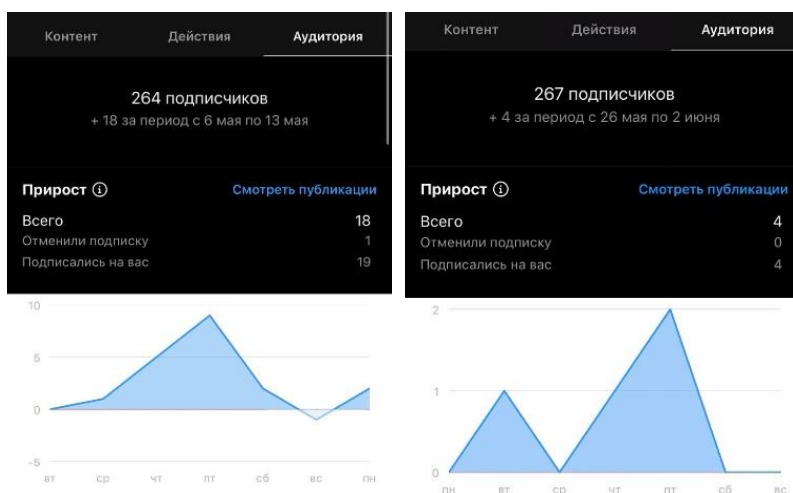 Контент Действия Аудитория
264 подписчиков
+ 18 за период с 6 мая по 13 мая
Прирост Смотреть публикации
Всего 18
Отменили подписку 1
Подписались на вас 19
10
5
0
-5
вт ср чт пт сб вс пн
Контент Действия Аудитория
267 подписчиков
+ 4 за период с 26 мая по 2 июня
Прирост Смотреть публикации
Всего 4
Отменили подписку 0
Подписались на вас 4
2
1
0
пн вт ср чт пт сб вс